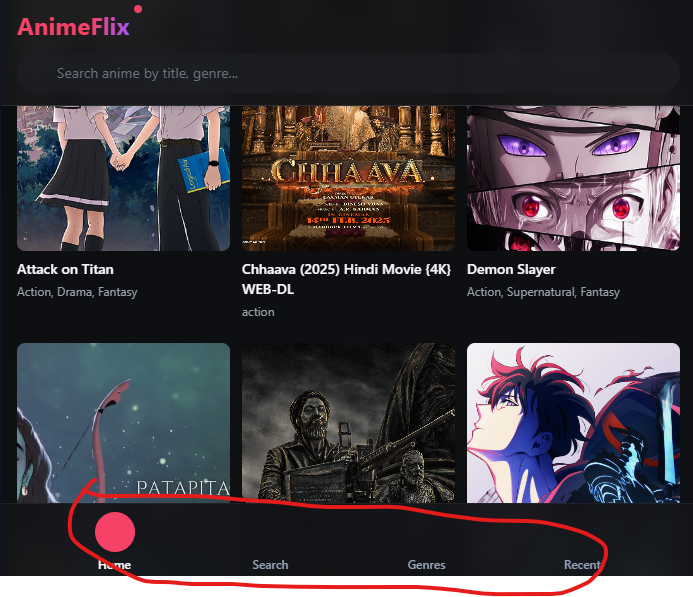 AnimeFlix
Search anime by title, genre...
CHHAAVA
14TH FEB. 2025
Attack on Titan
Action, Drama, Fantasy
Chhaava (2025) Hindi Movie {4K}
WEB-DL
action
Demon Slayer
Action, Supernatural, Fantasy
PATAPITA
Home
Search
Genres
Recent